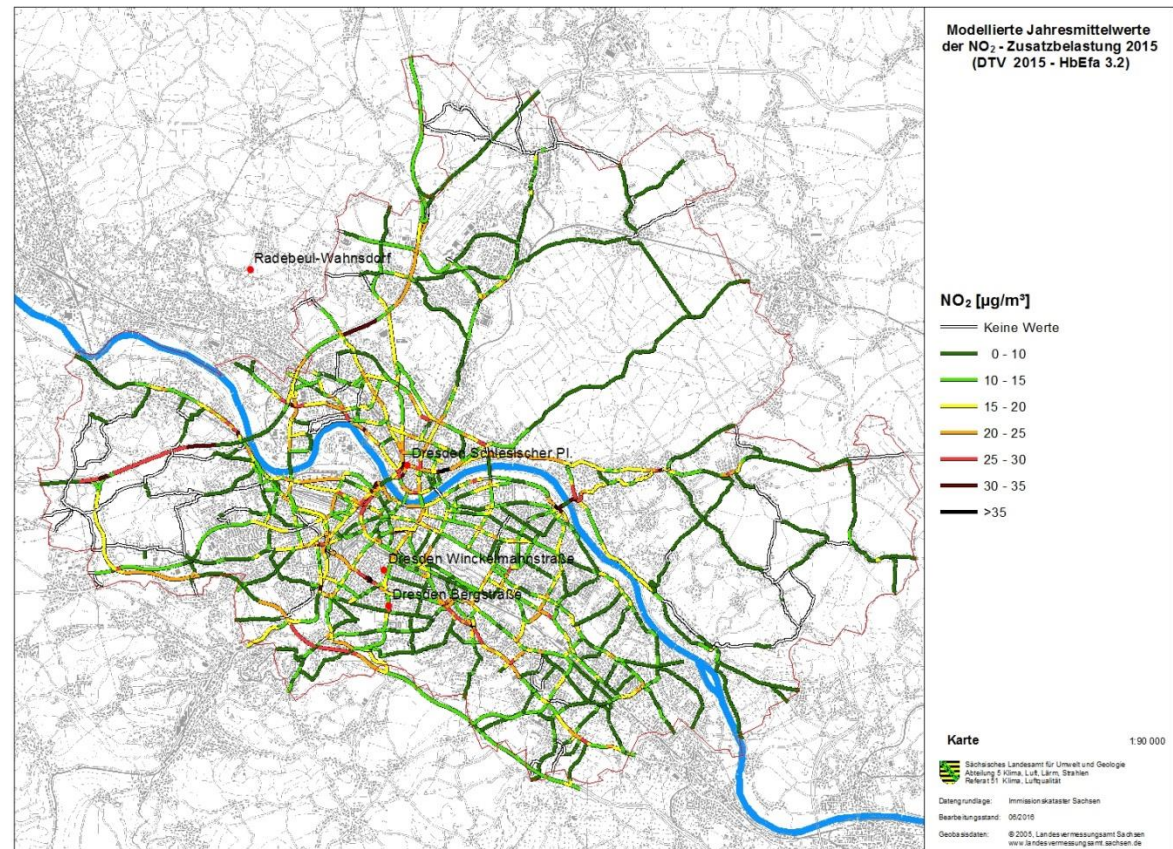 Modellierte Jahresmittelwerte
der NO₂ - Zusatzbelastung 2015
(DTV 2015 - HbEfa 3.2)
Radebeul-Wahnsdorf
Dresden Schlesischer Pl.
Dresden Winckelmannstraße
Dresden Bergstraße
NO₂ [µg/m³]
Keine Werte
0 - 10
10 - 15
15 - 20
20 - 25
25 - 30
30 - 35
>35
Karte 1:90 000
Sächsisches Landesamt für Umwelt und Geologie
Abteilung 5 Klima, Luft, Lärm, Strahlen
Referat 51 Klima, Luftqualität
Datengrundlage: Immissionskataster Sachsen
Bearbeitungsstand: 06/2016
Geobasisdaten: © 2005, Landesvermessungsamt Sachsen
www.landesvermessungsamt.sachsen.de